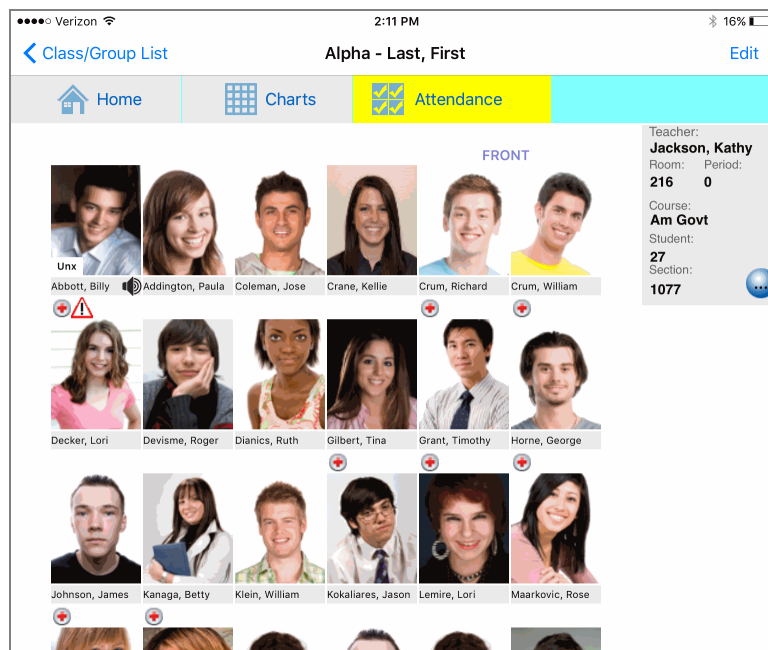 Verizon 2:11 PM 16%
Class/Group List Alpha - Last, First Edit
Home Charts Attendance
Teacher:
Jackson, Kathy
Room: Period:
216 0
Course:
Am Govt
Student:
27
Section:
1077
...
FRONT
Unx
Abbott, Billy Addington, Paula Coleman, Jose Crane, Kellie Crum, Richard Crum, William
Decker, Lori Devisme, Roger Dianics, Ruth Gilbert, Tina Grant, Timothy Horne, George
Johnson, James Kanaga, Betty Klein, William Kokaliares, Jason Lemire, Lori Maarkovic, Rose